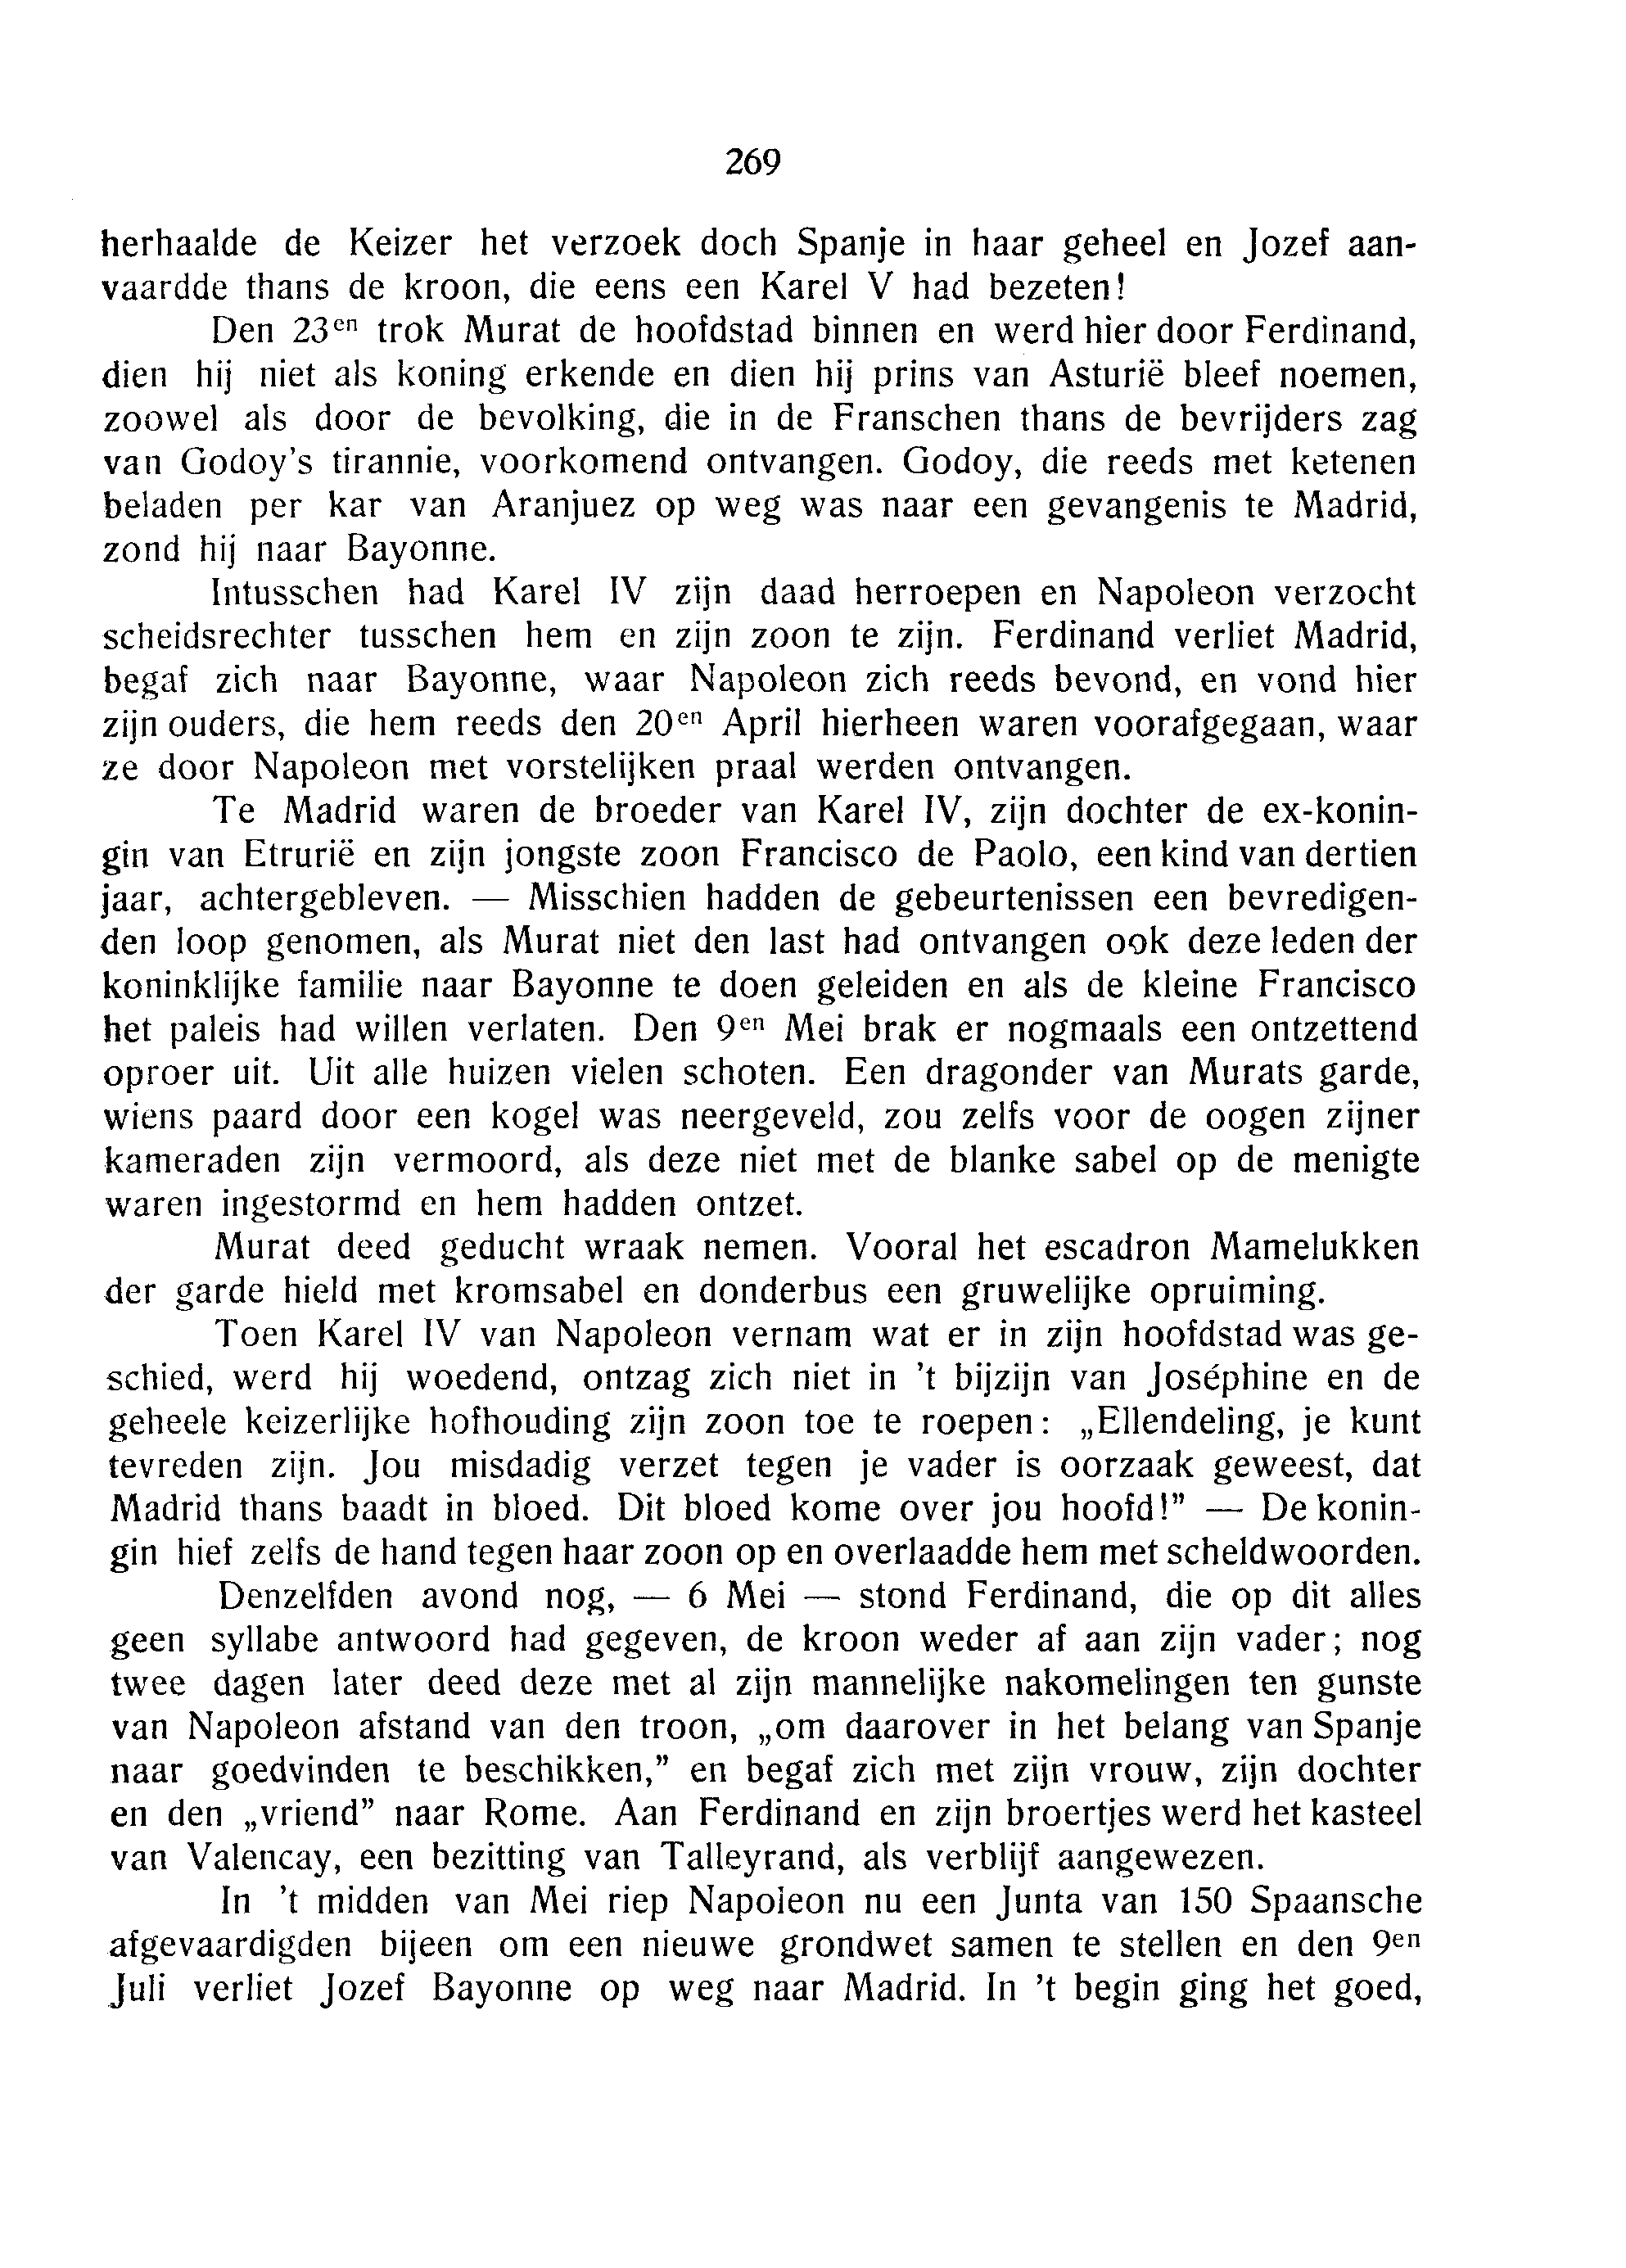 269
herhaalde de Keizer het verzoek doch Spanje in haar geheel en Jozef aan-
vaardde thans de kroon, die eens een Karel V had bezeten!
Den 23en trok Murat de hoofdstad binnen en werd hier door Ferdinand,
dien hij niet als koning erkende en dien hij prins van Asturië bleef noemen,
zoowel als door de bevolking, die in de Franschen thans de bevrijders zag
van Godoy's tirannie, voorkomend ontvangen. Godoy, die reeds met ketenen
beladen per kar van Aranjuez op weg was naar een gevangenis te Madrid,
zond hij naar Bayonne.
Intusschen had Karel IV zijn daad herroepen en Napoleon verzocht
scheidsrechter tusschen hem en zijn zoon te zijn. Ferdinand verliet Madrid,
begaf zich naar Bayonne, waar Napoleon zich reeds bevond, en vond hier
zijn ouders, die hem reeds den 20en April hierheen waren voorafgegaan, waar
ze door Napoleon met vorstelijken praal werden ontvangen.
Te Madrid waren de broeder van Karel IV, zijn dochter de ex-konin-
gin van Etrurië en zijn jongste zoon Francisco de Paolo, een kind van dertien
jaar, achtergebleven. — Misschien hadden de gebeurtenissen een bevredigen-
den loop genomen, als Murat niet den last had ontvangen ook deze leden der
koninklijke familie naar Bayonne te doen geleiden en als de kleine Francisco
het paleis had willen verlaten. Den 9en Mei brak er nogmaals een ontzettend
oproer uit. Uit alle huizen vielen schoten. Een dragonder van Murats garde,
wiens paard door een kogel was neergeveld, zou zelfs voor de oogen zijner
kameraden zijn vermoord, als deze niet met de blanke sabel op de menigte
waren ingestormd en hem hadden ontzet.
Murat deed geducht wraak nemen. Vooral het escadron Mamelukken
der garde hield met kromsabel en donderbus een gruwelijke opruiming.
Toen Karel IV van Napoleon vernam wat er in zijn hoofdstad was ge-
schied, werd hij woedend, ontzag zich niet in 't bijzijn van Joséphine en de
geheele keizerlijke hofhouding zijn zoon toe te roepen: „Ellendeling, je kunt
tevreden zijn. Jou misdadig verzet tegen je vader is oorzaak geweest, dat
Madrid thans baadt in bloed. Dit bloed kome over jou hoofd!” — De konin-
gin hief zelfs de hand tegen haar zoon op en overlaadde hem met scheldwoorden.
Denzelfden avond nog, — 6 Mei — stond Ferdinand, die op dit alles
geen syllabe antwoord had gegeven, de kroon weder af aan zijn vader; nog
twee dagen later deed deze met al zijn mannelijke nakomelingen ten gunste
van Napoleon afstand van den troon, „om daarover in het belang van Spanje
naar goedvinden te beschikken,” en begaf zich met zijn vrouw, zijn dochter
en den „vriend” naar Rome. Aan Ferdinand en zijn broertjes werd het kasteel
van Valencay, een bezitting van Talleyrand, als verblijf aangewezen.
In 't midden van Mei riep Napoleon nu een Junta van 150 Spaansche
afgevaardigden bijeen om een nieuwe grondwet samen te stellen en den 9en
Juli verliet Jozef Bayonne op weg naar Madrid. In 't begin ging het goed,